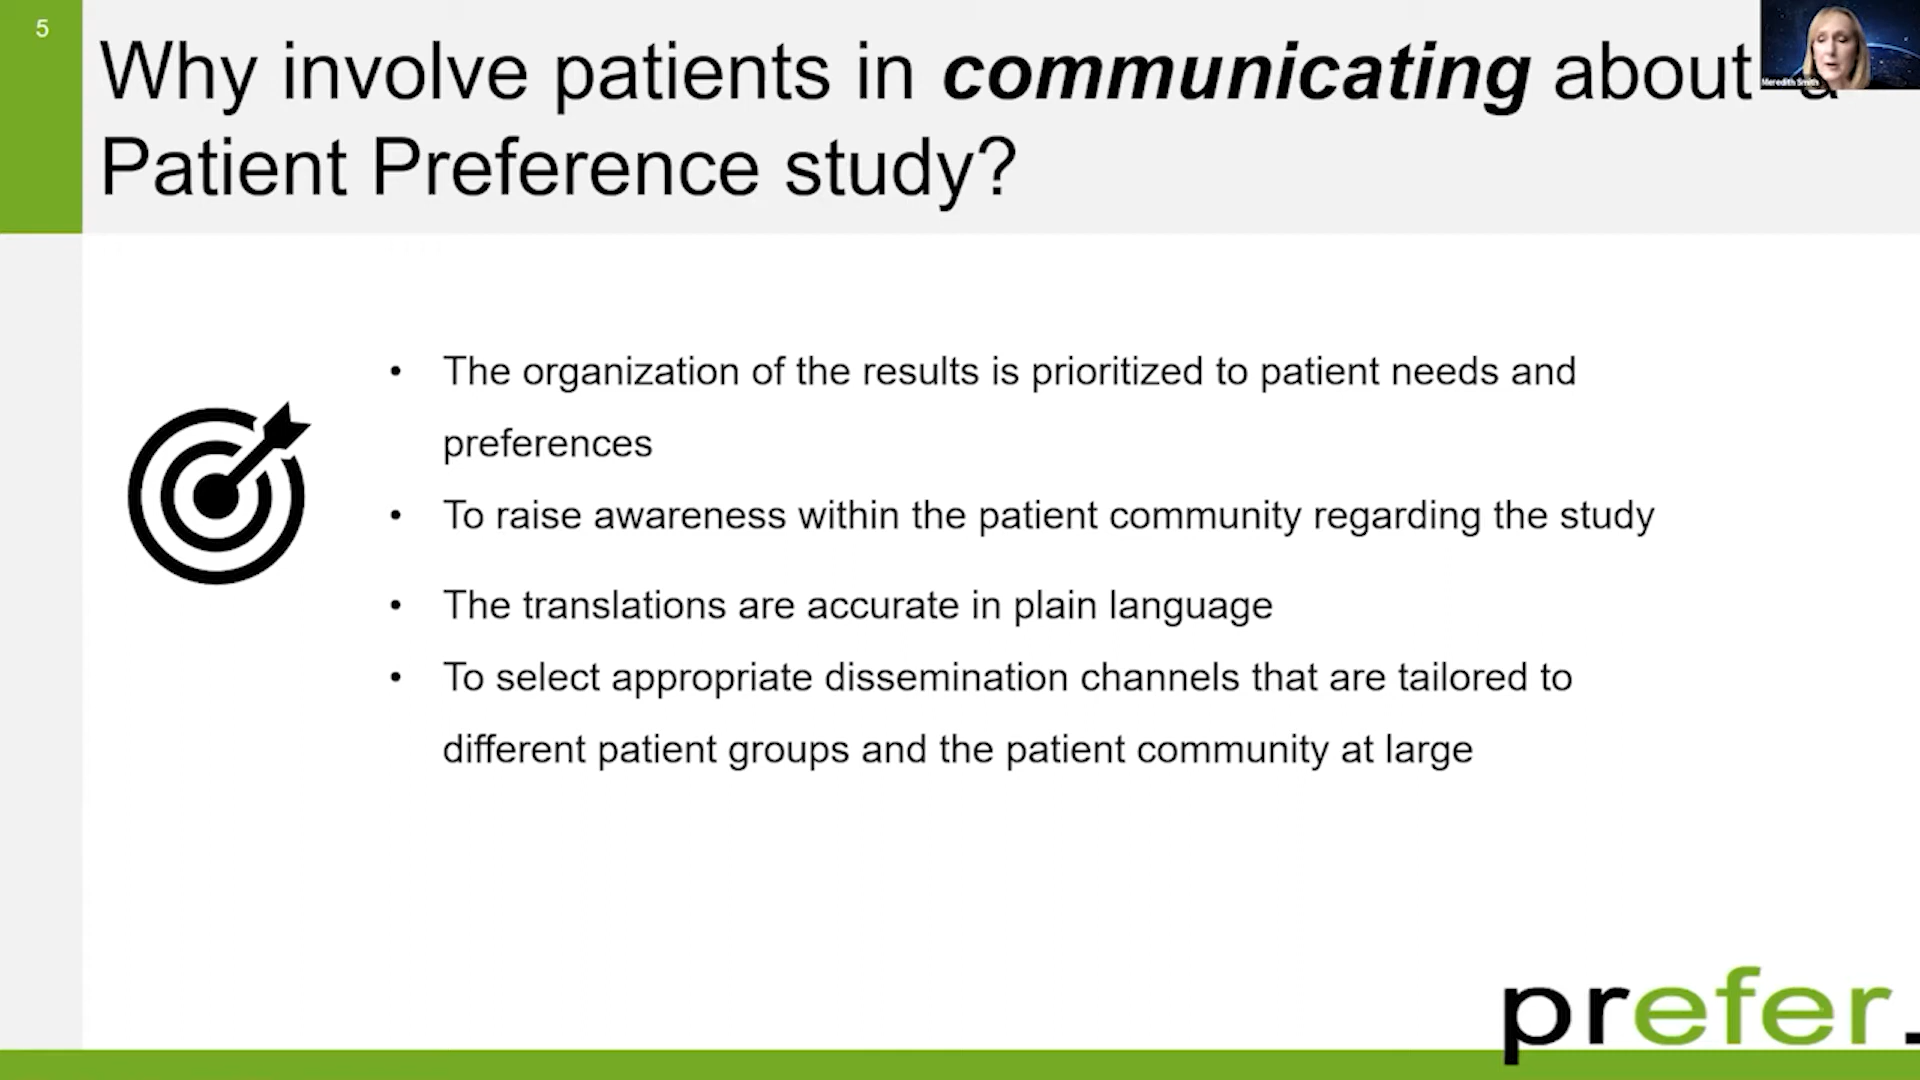 5
Why involve patients in communicating about a
Patient Preference study?
Meredith Smith
• The organization of the results is prioritized to patient needs and
preferences
• To raise awareness within the patient community regarding the study
• The translations are accurate in plain language
• To select appropriate dissemination channels that are tailored to
different patient groups and the patient community at large
prefer.